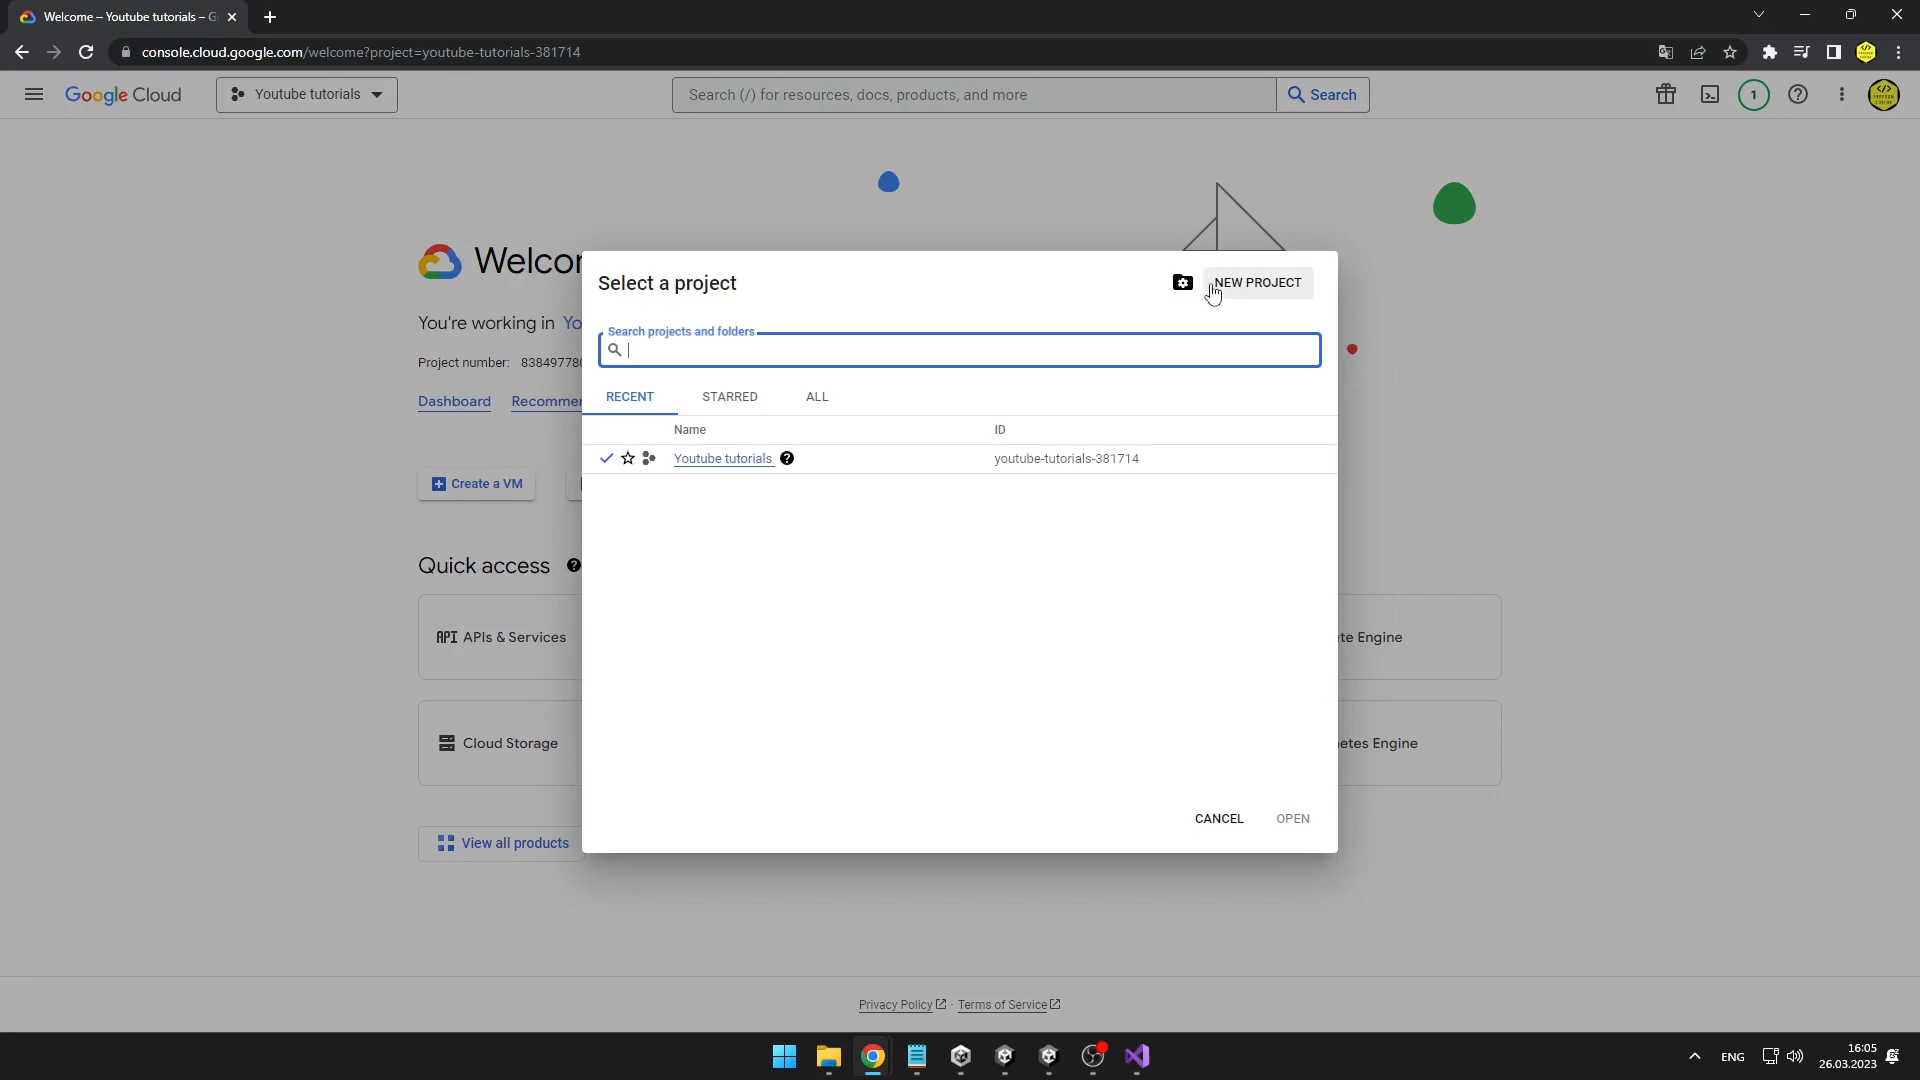 Welcome – Youtube tutorials – G
console.cloud.google.com/welcome?project=youtube-tutorials-381714
Google Cloud
Youtube tutorials
Search (/) for resources, docs, products, and more
Search
1
Welcom
You're working in Yo
Project number: 83849778
Dashboard Recommen
Create a VM
Quick access
API APIs & Services
Cloud Storage
View all products
Select a project
NEW PROJECT
Search projects and folders
RECENT STARRED ALL
Name ID
Youtube tutorials youtube-tutorials-381714
CANCEL OPEN
te Engine
etes Engine
Privacy Policy · Terms of Service
ENG
16:05
26.03.2023